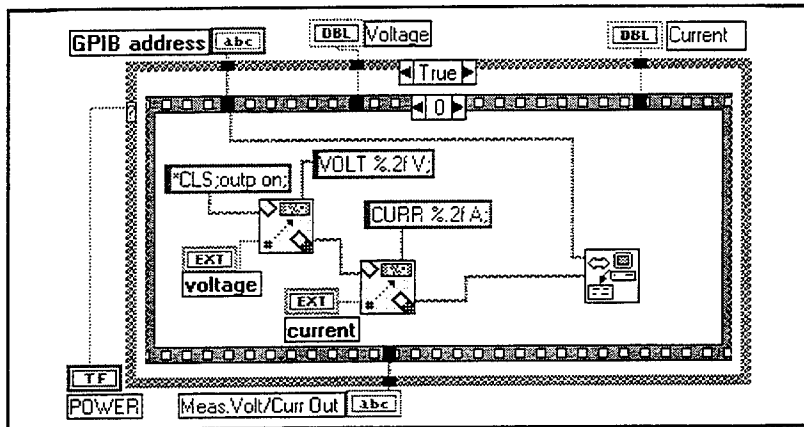 GPIB address abc DBL Voltage DBL Current
True
0
?
*CLS;outp on; VOLT %.2f V;
CURR %.2f A;
#
EXT
voltage
#
EXT
current
TF
POWER Meas.Volt/Curr Out abc